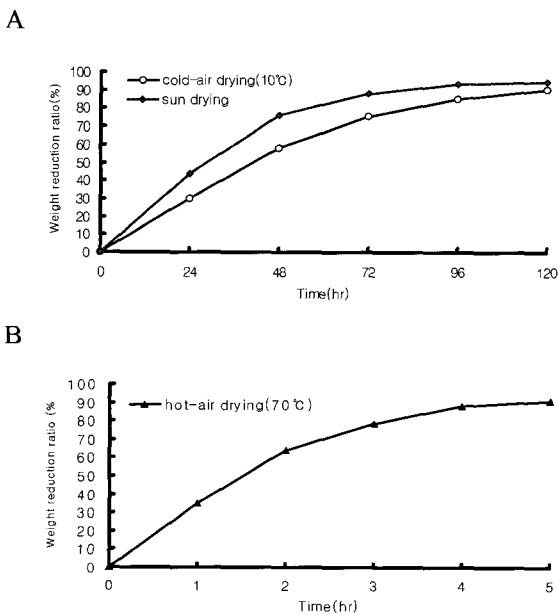 A
Weight reduction ratio(%)
100
90
80
70
60
50
40
30
20
10
0
cold-air drying(10℃)
sun drying
0 24 48 72 96 120
Time(hr)
B
Weight reduction ratio (%
100
90
80
70
60
50
40
30
20
10
0
hot-air drying(70℃)
0 1 2 3 4 5
Time(hr)